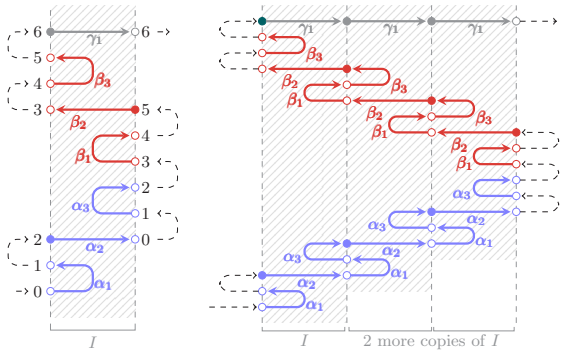 6 γ₁ 6
5 β₃
4
3 β₂ 5
β₁ 4
3
α₃ 2
1
2 α₂ 0
1
0 α₁
I
γ₁ γ₁ γ₁
β₃
β₂ β₃
β₁ β₂ β₃
β₁ β₂
β₁
α₃
α₃ α₂
α₃ α₂ α₁
α₂ α₁
α₁
I 2 more copies of I